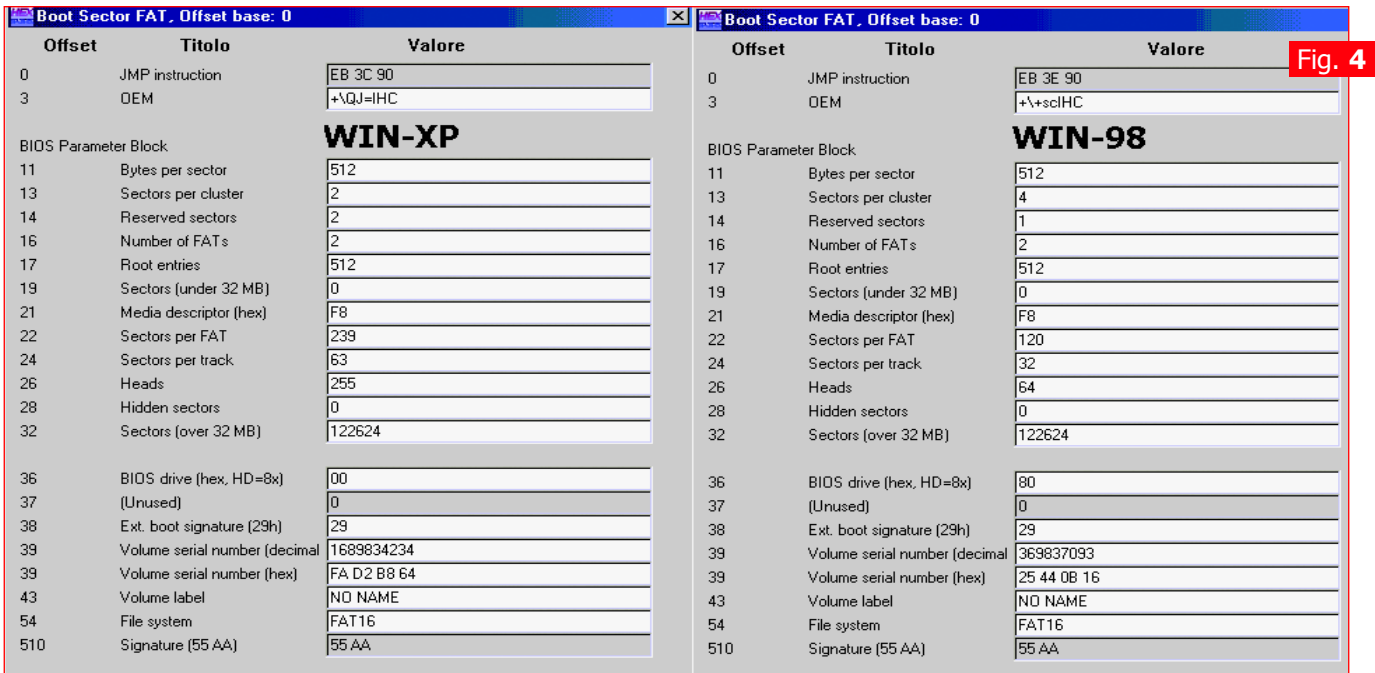 Boot Sector FAT, Offset base: 0
Offset Titolo Valore
0 JMP instruction EB 3C 90
3 OEM +\QJ=IHC
WIN-XP
BIOS Parameter Block
11 Bytes per sector 512
13 Sectors per cluster 2
14 Reserved sectors 2
16 Number of FATs 2
17 Root entries 512
19 Sectors (under 32 MB) 0
21 Media descriptor (hex) F8
22 Sectors per FAT 239
24 Sectors per track 63
26 Heads 255
28 Hidden sectors 0
32 Sectors (over 32 MB) 122624
36 BIOS drive (hex, HD=8x) 00
37 (Unused) 0
38 Ext. boot signature (29h) 29
39 Volume serial number (decimal 1689834234
39 Volume serial number (hex) FA D2 B8 64
43 Volume label NO NAME
54 File system FAT16
510 Signature (55 AA) 55 AA
Boot Sector FAT, Offset base: 0
Offset Titolo Valore
Fig. 4
0 JMP instruction EB 3E 90
3 OEM +\+scIHC
WIN-98
BIOS Parameter Block
11 Bytes per sector 512
13 Sectors per cluster 4
14 Reserved sectors 1
16 Number of FATs 2
17 Root entries 512
19 Sectors (under 32 MB) 0
21 Media descriptor (hex) F8
22 Sectors per FAT 120
24 Sectors per track 32
26 Heads 64
28 Hidden sectors 0
32 Sectors (over 32 MB) 122624
36 BIOS drive (hex, HD=8x) 80
37 (Unused) 0
38 Ext. boot signature (29h) 29
39 Volume serial number (decimal 369837093
39 Volume serial number (hex) 25 44 0B 16
43 Volume label NO NAME
54 File system FAT16
510 Signature (55 AA) 55 AA